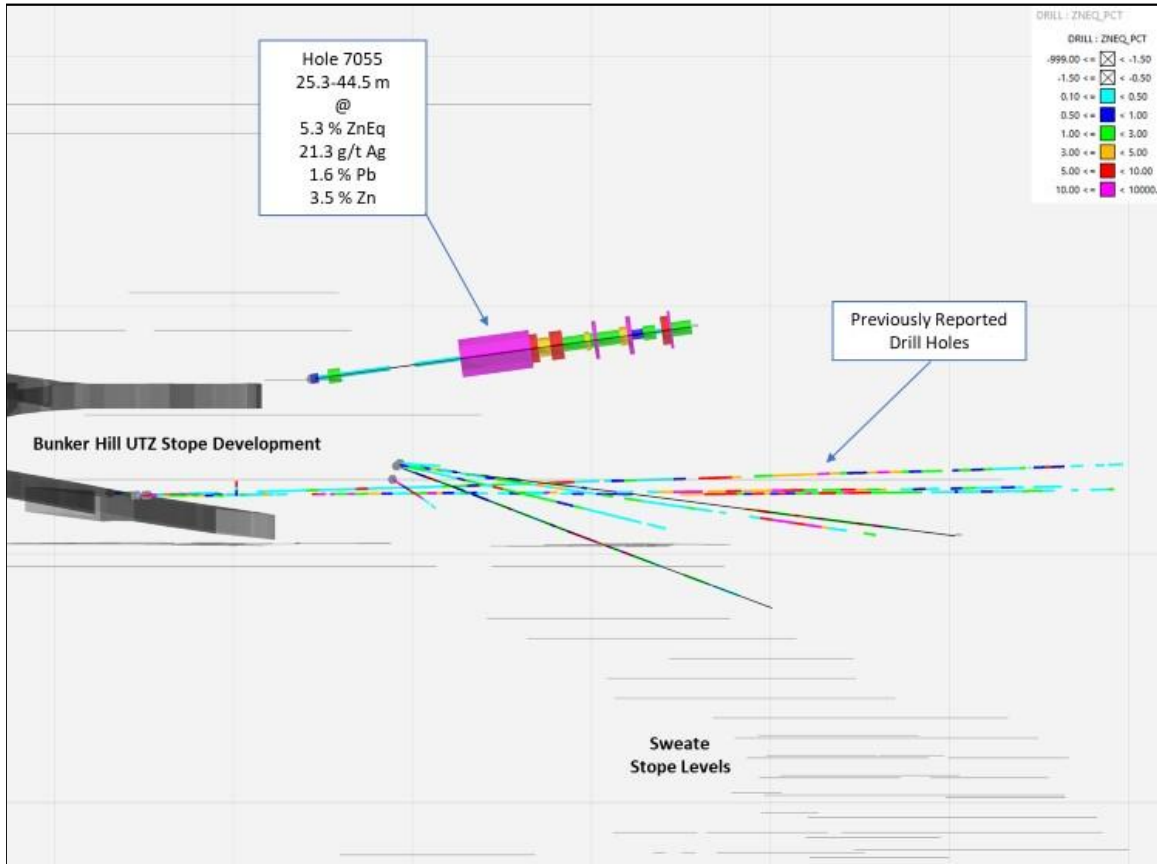 DRILL : ZNEQ_PCT
DRILL : ZNEQ_PCT
-999.00 <= < -1.50
-1.50 <= < -0.50
0.10 <= < 0.50
0.50 <= < 1.00
1.00 <= < 3.00
3.00 <= < 5.00
5.00 <= < 10.00
10.00 <= < 10000.
Hole 7055
25.3-44.5 m
@
5.3 % ZnEq
21.3 g/t Ag
1.6 % Pb
3.5 % Zn
Previously Reported
Drill Holes
Bunker Hill UTZ Stope Development
Sweate
Stope Levels